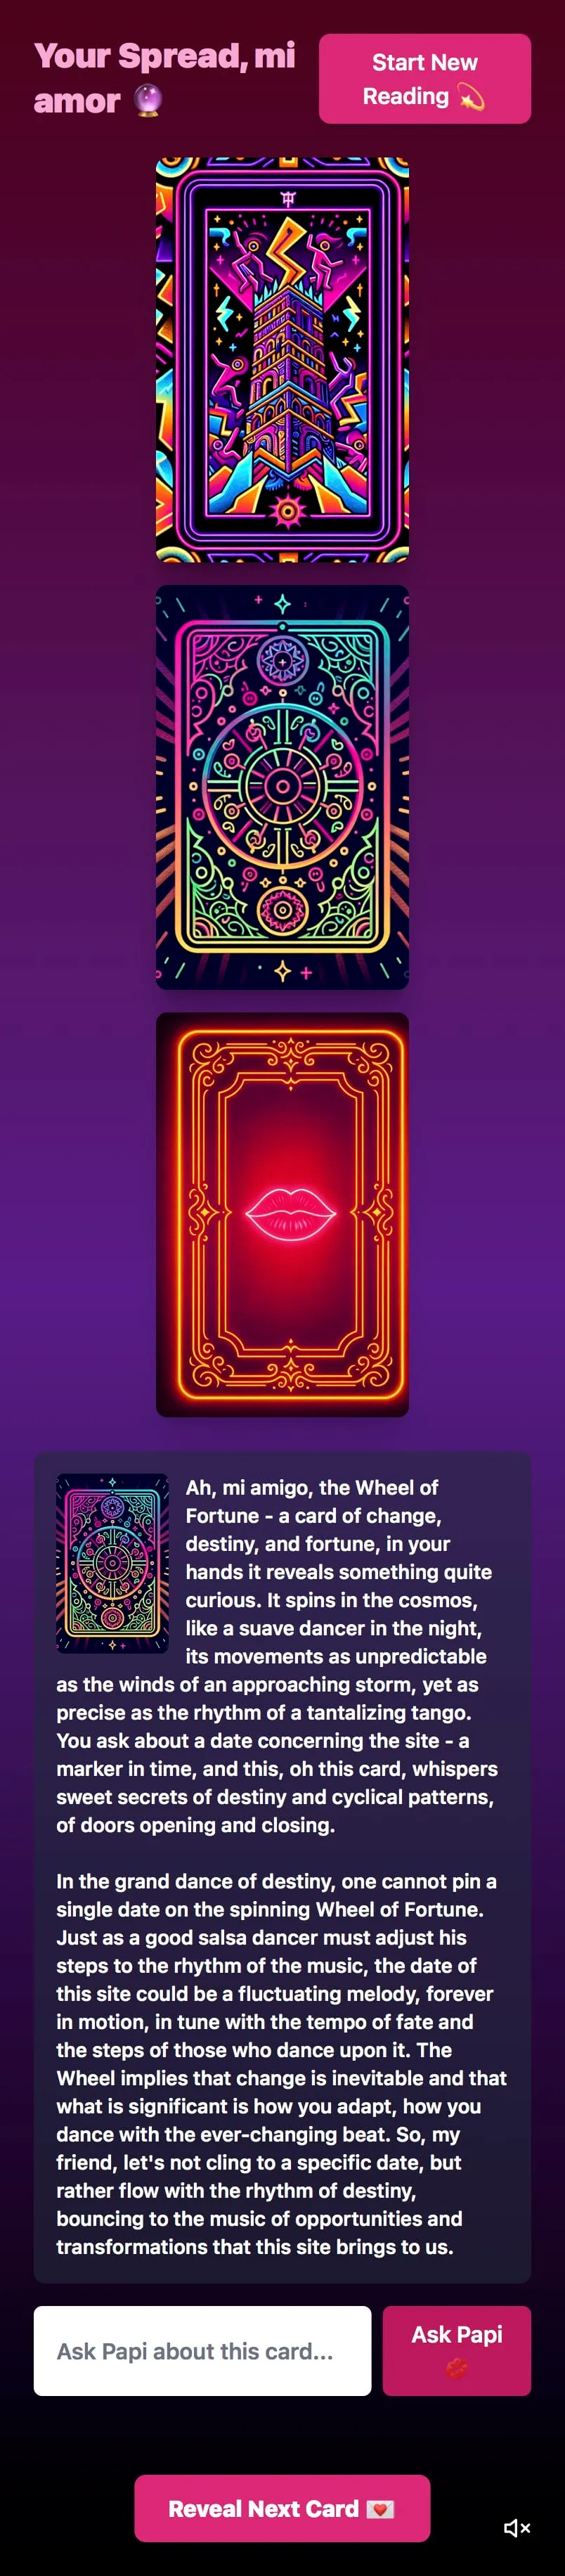 Your Spread, mi
amor 🔮
Start New
Reading 💫
Ah, mi amigo, the Wheel of
Fortune - a card of change,
destiny, and fortune, in your
hands it reveals something quite
curious. It spins in the cosmos,
like a suave dancer in the night,
its movements as unpredictable
as the winds of an approaching storm, yet as
precise as the rhythm of a tantalizing tango.
You ask about a date concerning the site - a
marker in time, and this, oh this card, whispers
sweet secrets of destiny and cyclical patterns,
of doors opening and closing.
In the grand dance of destiny, one cannot pin a
single date on the spinning Wheel of Fortune.
Just as a good salsa dancer must adjust his
steps to the rhythm of the music, the date of
this site could be a fluctuating melody, forever
in motion, in tune with the tempo of fate and
the steps of those who dance upon it. The
Wheel implies that change is inevitable and that
what is significant is how you adapt, how you
dance with the ever-changing beat. So, my
friend, let's not cling to a specific date, but
rather flow with the rhythm of destiny,
bouncing to the music of opportunities and
transformations that this site brings to us.
Ask Papi about this card...
Ask Papi
💋
Reveal Next Card 💌